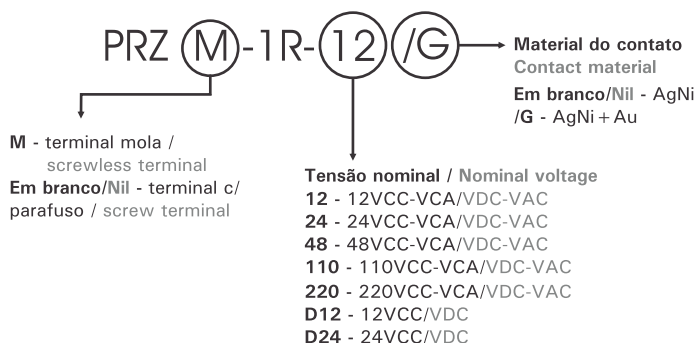 PRZ M-1R-12/G
Material do contato
Contact material
Em branco/Nil - AgNi
/G - AgNi+Au
M - terminal mola /
screwless terminal
Em branco/Nil - terminal c/
parafuso / screw terminal
Tensão nominal / Nominal voltage
12 - 12VCC-VCA/VDC-VAC
24 - 24VCC-VCA/VDC-VAC
48 - 48VCC-VCA/VDC-VAC
110 - 110VCC-VCA/VDC-VAC
220 - 220VCC-VCA/VDC-VAC
D12 - 12VCC/VDC
D24 - 24VCC/VDC